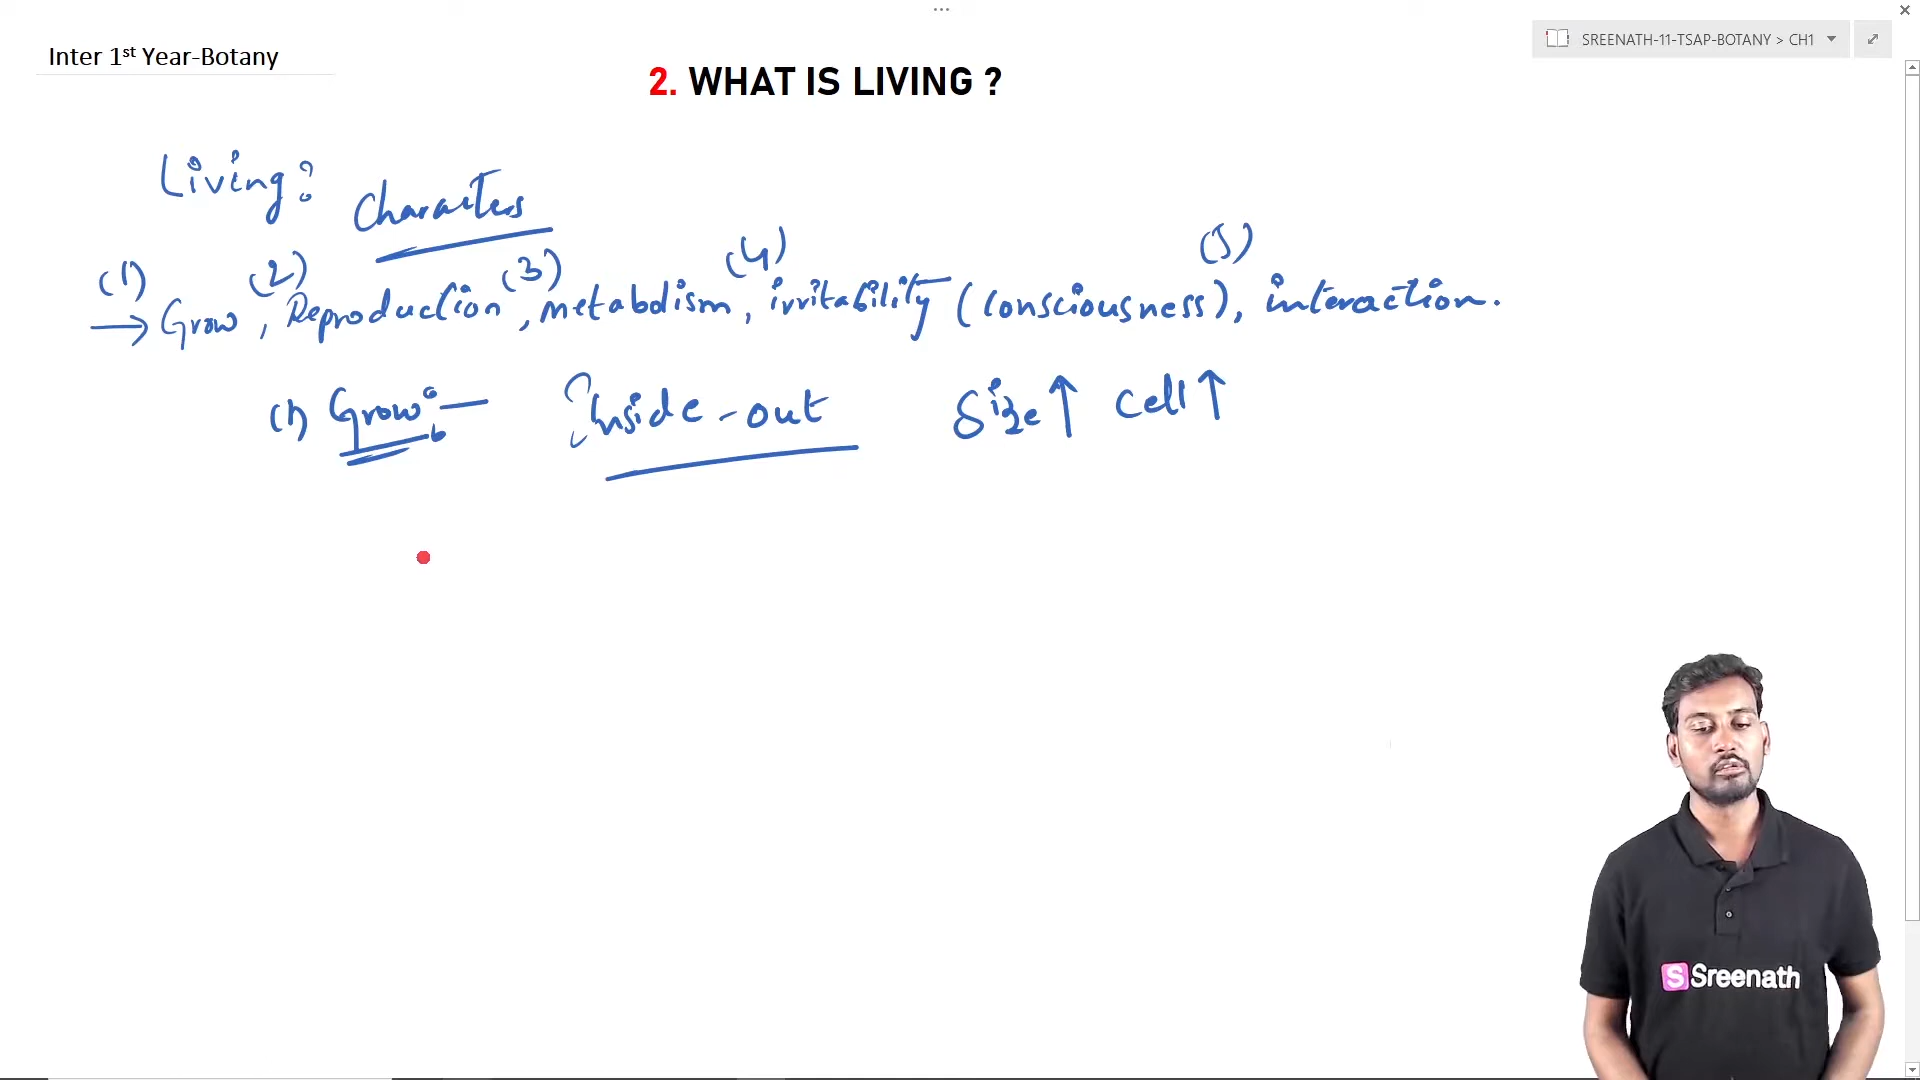 Inter 1st Year-Botany
SREENATH-11-TSAP-BOTANY > CH1
2. WHAT IS LIVING ?
Living:
Characters
(1) (2) (3) (4) (5)
→ Grow, Reproduction, metabolism, irritability (Consciousness), interaction.
(1) Grow:— Inside-out Size↑ Cell↑
S Sreenath